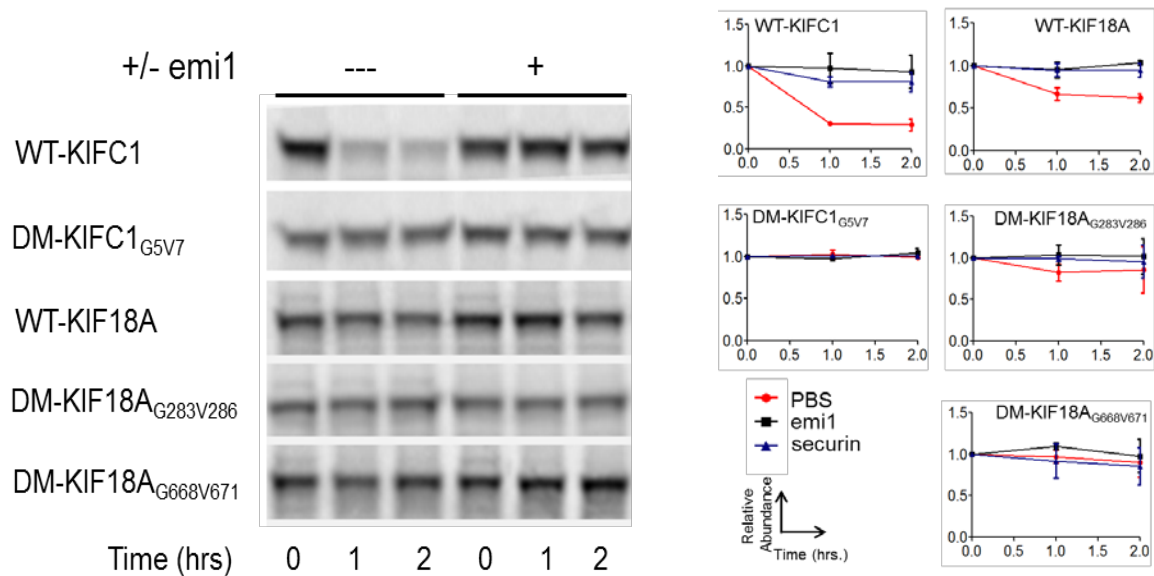 +/- emi1 --- +
WT-KIFC1
DM-KIFC1G5V7
WT-KIF18A
DM-KIF18AG283V286
DM-KIF18AG668V671
Time (hrs) 0 1 2 0 1 2
WT-KIFC1
1.5
1.0
0.5
0.0
0.0 0.5 1.0 1.5 2.0
WT-KIF18A
1.5
1.0
0.5
0.0
0.0 0.5 1.0 1.5 2.0
DM-KIFC1G5V7
1.5
1.0
0.5
0.0
0.0 0.5 1.0 1.5 2.0
DM-KIF18AG283V286
1.5
1.0
0.5
0.0
0.0 0.5 1.0 1.5 2.0
PBS
emi1
securin
Relative
Abundance
Time (hrs.)
DM-KIF18AG668V671
1.5
1.0
0.5
0.0
0.0 0.5 1.0 1.5 2.0